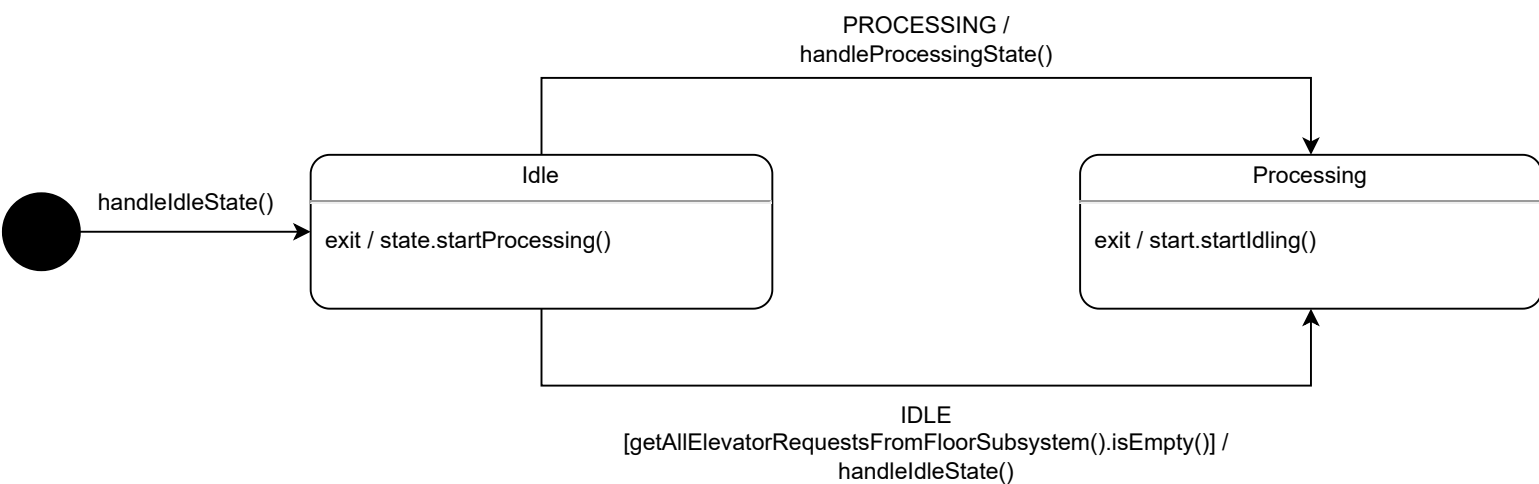 PROCESSING /
handleProcessingState()
handleIdleState()
Idle
exit / state.startProcessing()
Processing
exit / start.startIdling()
IDLE
[getAllElevatorRequestsFromFloorSubsystem().isEmpty()] /
handleIdleState()